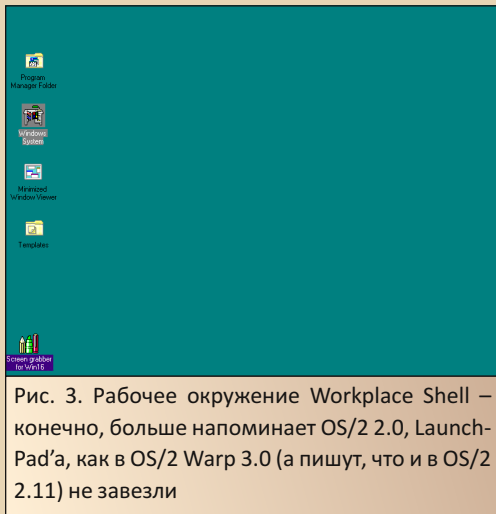 Program
Manager Folder
Windows
System
Minimized
Window Viewer
Templates
Screen grabber
for Win16
Рис. 3. Рабочее окружение Workplace Shell –
конечно, больше напоминает OS/2 2.0, Launch-
Pad’а, как в OS/2 Warp 3.0 (а пишут, что и в OS/2
2.11) не завезли